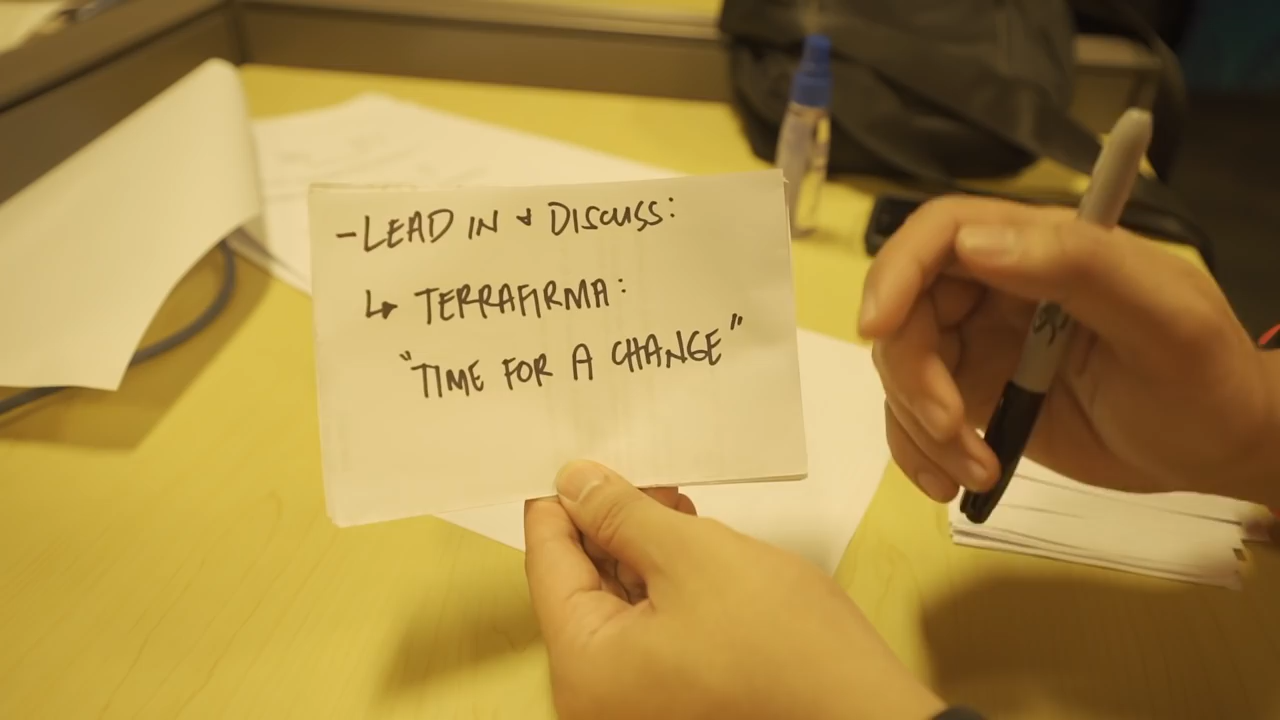 - LEAD IN & DISCUSS:
↳ TERRAFIRMA:
"TIME FOR A CHANGE"